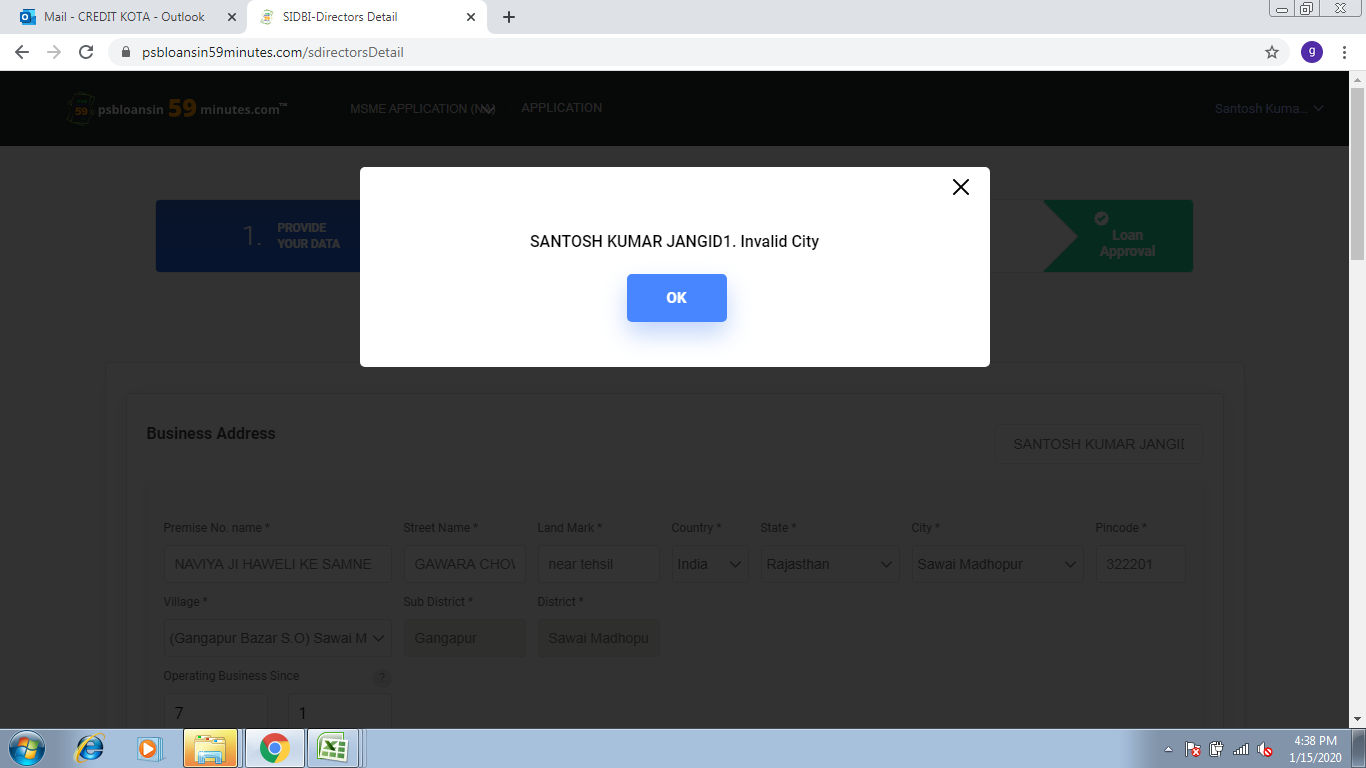 Mail - CREDIT KOTA - Outlook
SIDBI-Directors Detail
psbloansin59minutes.com/sdirectorsDetail
g
59 psbloansin 59 minutes.com™
MSME APPLICATION
APPLICATION
Santosh Kuma...
1. PROVIDE
YOUR DATA
Loan
Approval
SANTOSH KUMAR JANGID1. Invalid City
OK
Business Address
SANTOSH KUMAR JANGID
Premise No. name * Street Name * Land Mark * Country * State * City * Pincode *
NAVIYA JI HAWELI KE SAMNE GAWARA near tehsil India Rajasthan Sawai Madhopur 322201
Village * Sub District * District *
(Gangapur Bazar S.O) Sawai M Gangapur Sawai Madhopu
Operating Business Since ?
7 1
4:38 PM
1/15/2020